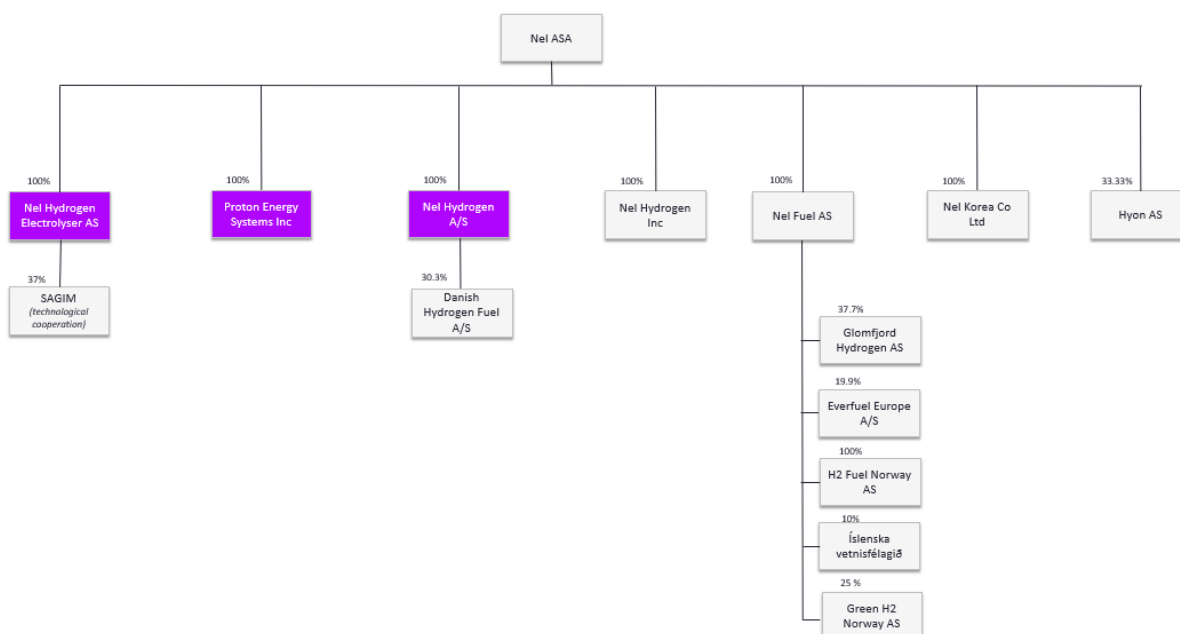 Nel ASA
100%
100%
100%
100%
100%
100%
33.33%
Nel Hydrogen
Electrolyser AS
Proton Energy
Systems Inc
Nel Hydrogen
A/S
Nel Hydrogen
Inc
Nel Fuel AS
Nel Korea Co
Ltd
Hyon AS
37%
SAGIM
(technological
cooperation)
30.3%
Danish
Hydrogen Fuel
A/S
37.7%
Glomfjord
Hydrogen AS
19.9%
Everfuel Europe
A/S
100%
H2 Fuel Norway
AS
10%
Íslenska
vetnisfélagið
25 %
Green H2
Norway AS